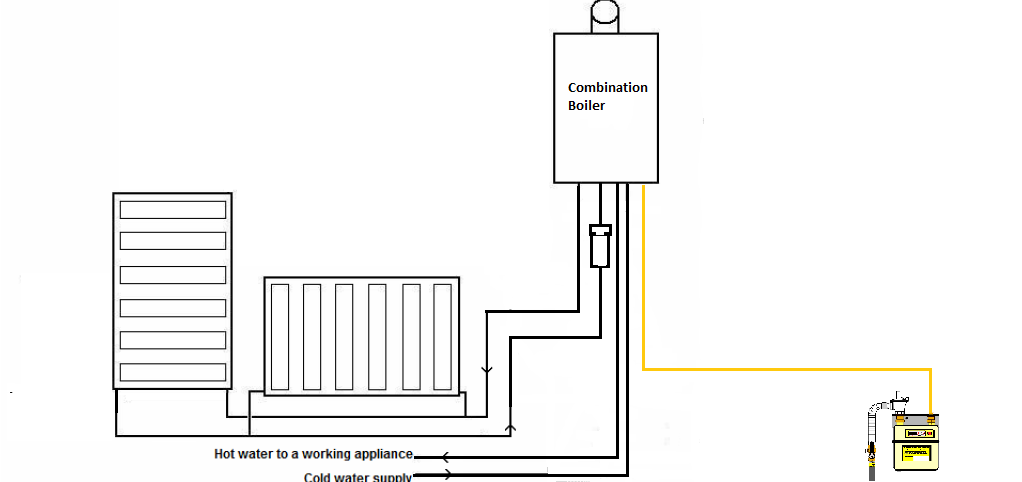 Combination
Boiler
Hot water to a working appliance
Cold water supply